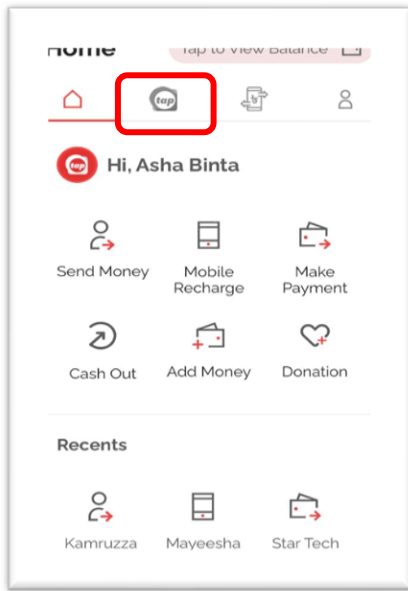 Home Tap to View Balance
tap
tap Hi, Asha Binta
Send Money Mobile Recharge Make Payment
Cash Out Add Money Donation
Recents
Kamruzza Mayeesha Star Tech